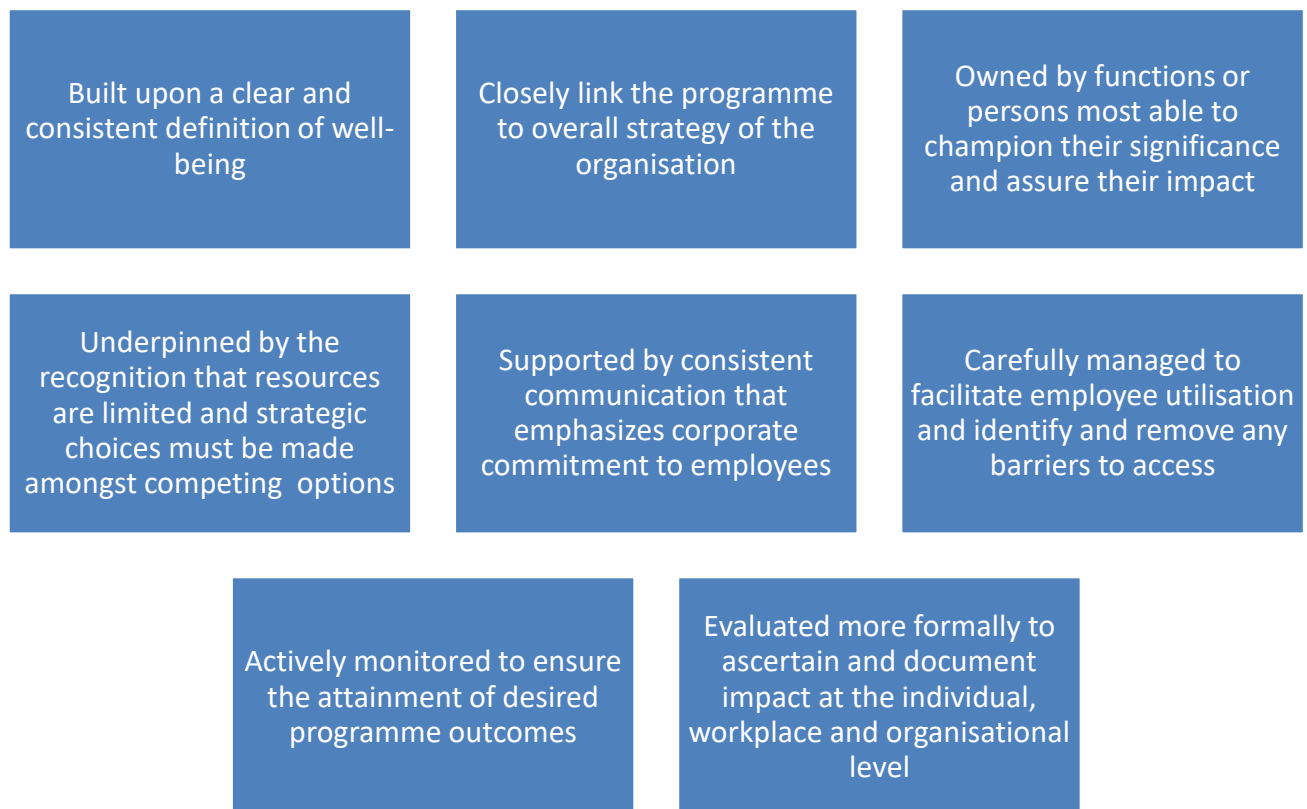 Built upon a clear and
consistent definition of well-
being
Closely link the programme
to overall strategy of the
organisation
Owned by functions or
persons most able to
champion their significance
and assure their impact
Underpinned by the
recognition that resources
are limited and strategic
choices must be made
amongst competing  options
Supported by consistent
communication that
emphasizes corporate
commitment to employees
Carefully managed to
facilitate employee utilisation
and identify and remove any
barriers to access
Actively monitored to ensure
the attainment of desired
programme outcomes
Evaluated more formally to
ascertain and document
impact at the individual,
workplace and organisational
level